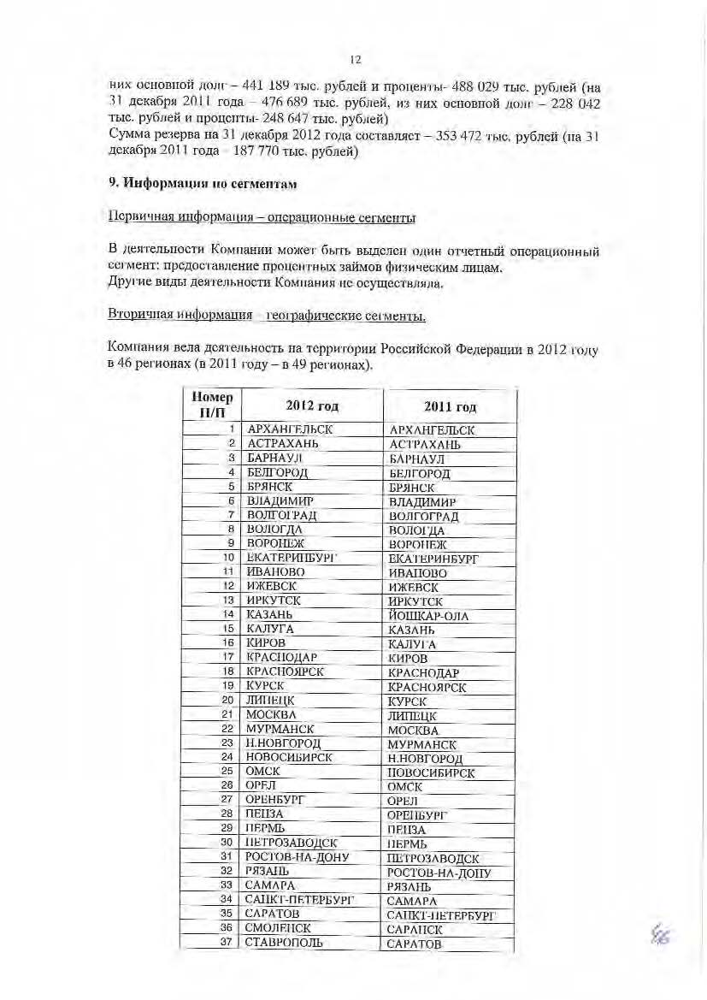 12
них основной долг – 441 189 тыс. рублей и проценты- 488 029 тыс. рублей (на
31 декабря 2011 года – 476 689 тыс. рублей, из них основной долг – 228 042
тыс. рублей и проценты- 248 647 тыс. рублей)
Сумма резерва на 31 декабря 2012 года составляет – 353 472 тыс. рублей (на 31
декабря 2011 года – 187 770 тыс. рублей)
9. Информация по сегментам
Первичная информация – операционные сегменты
В деятельности Компании может быть выделен один отчетный операционный
сегмент: предоставление процентных займов физическим лицам.
Другие виды деятельности Компания не осуществляла.
Вторичная информация – географические сегменты.
Компания вела деятельность на территории Российской Федерации в 2012 году
в 46 регионах (в 2011 году – в 49 регионах).
Номер П/П 2012 год 2011 год
1 АРХАНГЕЛЬСК АРХАНГЕЛЬСК
2 АСТРАХАНЬ АСТРАХАНЬ
3 БАРНАУЛ БАРНАУЛ
4 БЕЛГОРОД БЕЛГОРОД
5 БРЯНСК БРЯНСК
6 ВЛАДИМИР ВЛАДИМИР
7 ВОЛГОГРАД ВОЛГОГРАД
8 ВОЛОГДА ВОЛОГДА
9 ВОРОНЕЖ ВОРОНЕЖ
10 ЕКАТЕРИНБУРГ ЕКАТЕРИНБУРГ
11 ИВАНОВО ИВАНОВО
12 ИЖЕВСК ИЖЕВСК
13 ИРКУТСК ИРКУТСК
14 КАЗАНЬ ЙОШКАР-ОЛА
15 КАЛУГА КАЗАНЬ
16 КИРОВ КАЛУГА
17 КРАСНОДАР КИРОВ
18 КРАСНОЯРСК КРАСНОДАР
19 КУРСК КРАСНОЯРСК
20 ЛИПЕЦК КУРСК
21 МОСКВА ЛИПЕЦК
22 МУРМАНСК МОСКВА
23 Н.НОВГОРОД МУРМАНСК
24 НОВОСИБИРСК Н.НОВГОРОД
25 ОМСК НОВОСИБИРСК
26 ОРЕЛ ОМСК
27 ОРЕНБУРГ ОРЕЛ
28 ПЕНЗА ОРЕНБУРГ
29 ПЕРМЬ ПЕНЗА
30 ПЕТРОЗАВОДСК ПЕРМЬ
31 РОСТОВ-НА-ДОНУ ПЕТРОЗАВОДСК
32 РЯЗАНЬ РОСТОВ-НА-ДОНУ
33 САМАРА РЯЗАНЬ
34 САНКТ-ПЕТЕРБУРГ САМАРА
35 САРАТОВ САНКТ-ПЕТЕРБУРГ
36 СМОЛЕНСК САРАНСК
37 СТАВРОПОЛЬ САРАТОВ